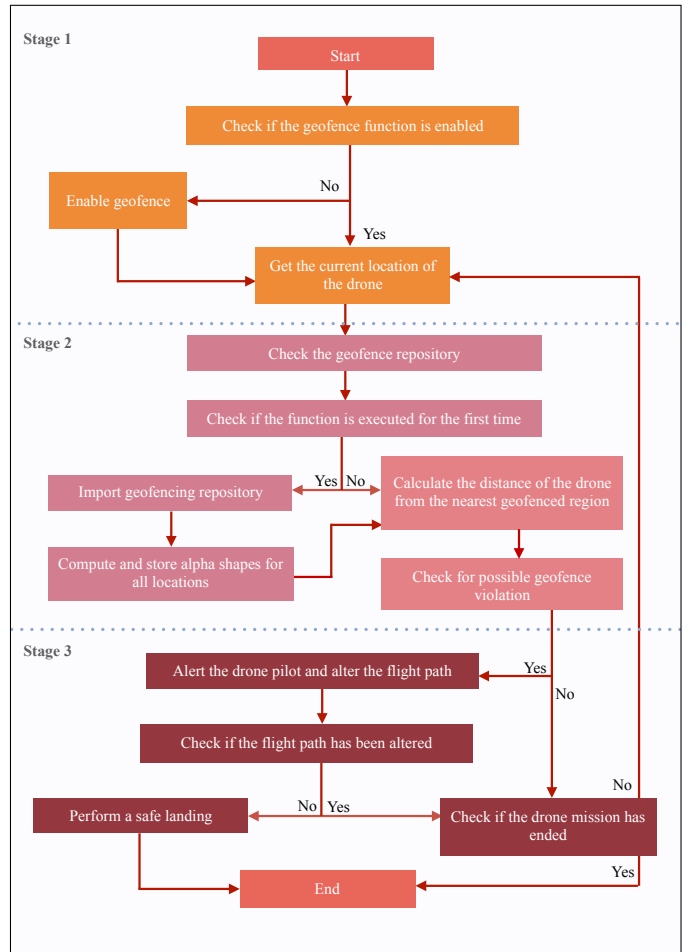 Stage 1
Start
Check if the geofence function is enabled
No
Enable geofence
Yes
Get the current location of
the drone
Stage 2
Check the geofence repository
Check if the function is executed for the first time
Yes
No
Import geofencing repository
Calculate the distance of the drone
from the nearest geofenced region
Compute and store alpha shapes for
all locations
Check for possible geofence
violation
Stage 3
Alert the drone pilot and alter the flight path
Yes
No
Check if the flight path has been altered
No
No
Yes
Perform a safe landing
Check if the drone mission has
ended
Yes
End